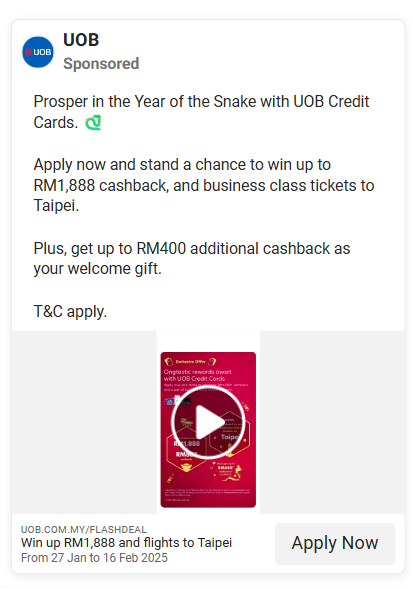 UOB
UOB
Sponsored
Prosper in the Year of the Snake with UOB Credit
Cards.
Apply now and stand a chance to win up to
RM1,888 cashback, and business class tickets to
Taipei.
Plus, get up to RM400 additional cashback as
your welcome gift.
T&C apply.
Exclusive Offer
Ongtastic rewards await
with UOB Credit Cards
RM1,888
Taipei
UOB.COM.MY/FLASHDEAL
Win up RM1,888 and flights to Taipei
From 27 Jan to 16 Feb 2025
Apply Now